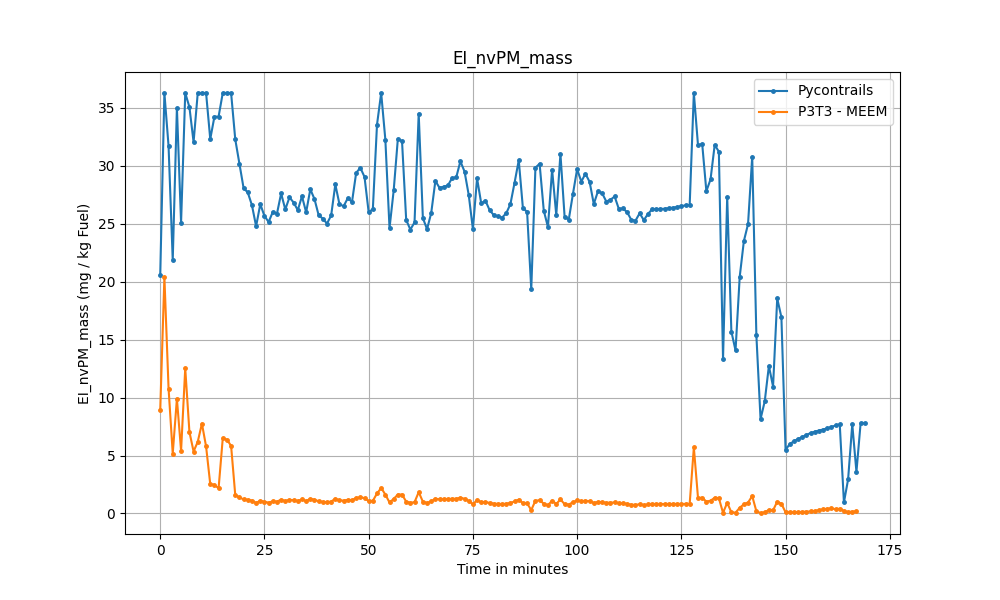 EI_nvPM_mass
Pycontrails
P3T3 - MEEM
EI_nvPM_mass (mg / kg Fuel)
35
30
25
20
15
10
5
0
0 25 50 75 100 125 150 175
Time in minutes